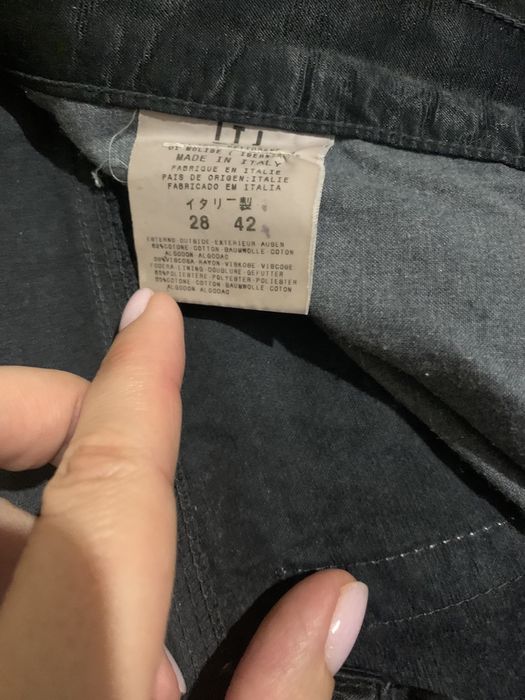 MADE IN ITALY
FABRIQUE EN ITALIE
PAIS DE ORIGEN:ITALIE
FABRICADO EM ITALIA
イタリー製
28 42
ESTERNO OUTSIDE-EXTERIEUR AUSEN
COTONE-COTTON-BAUMWOLLE COTON
ALGODON ALGODAO
VISCOSA-RAYON-VISKOSE VISCOSE
FODERA-LINING-DOUBLURE-GEFUTTER
POLIESTERE-POLYESTER-POLIESTER
COTONE COTTON BAUMWOLLE COTON
ALGODON ALGODAO